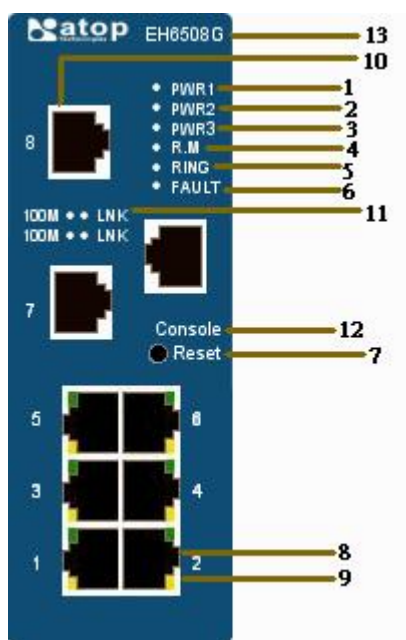 atop EH6508G 13
Technologies 10
PWR1 1
PWR2 2
8 PWR3 3
R.M 4
RING 5
FAULT 6
100M LNK 11
100M LNK
7
Console 12
Reset 7
5 6
3 4
1 2 8
9